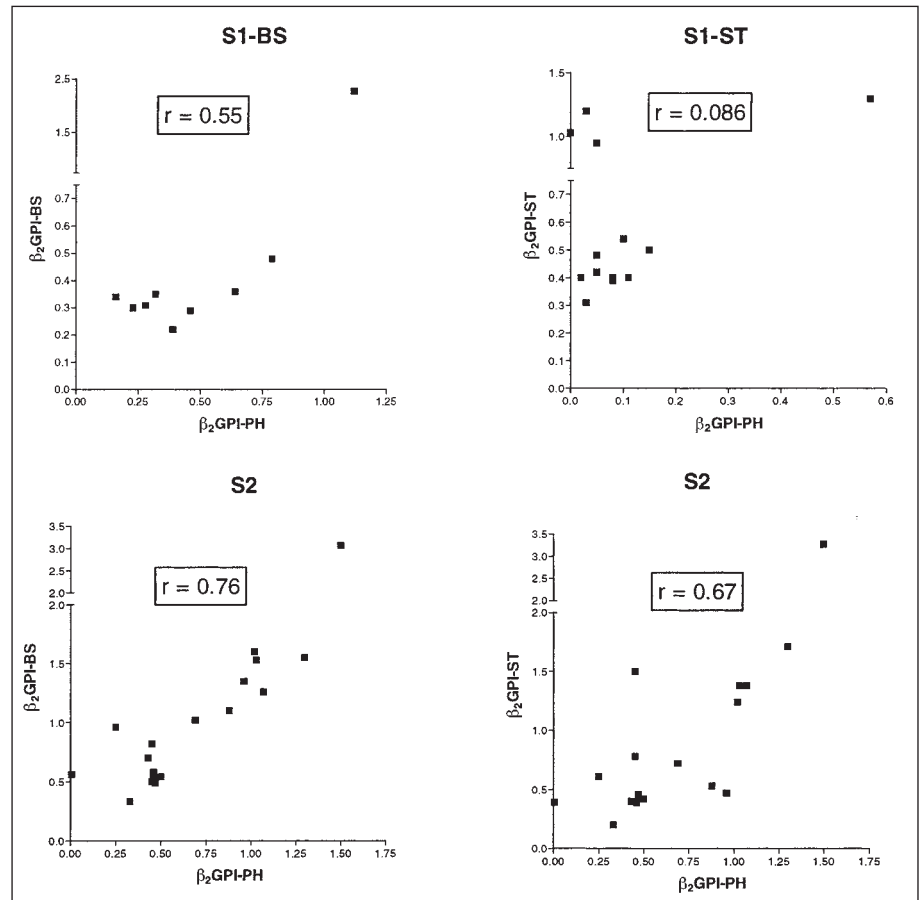 S1-BS
r = 0.55
2.5
1.5
0.7
0.6
0.5
0.4
0.3
0.2
0.1
0.0
β₂GPI-BS
0.00 0.25 0.50 0.75 1.00 1.25
β₂GPI-PH
S1-ST
r = 0.086
1.5
1.0
0.7
0.6
0.5
0.4
0.3
0.2
0.1
0.0
β₂GPI-ST
0.0 0.1 0.2 0.3 0.4 0.5 0.6
β₂GPI-PH
S2
r = 0.76
3.5
3.0
2.5
2.0
2.0
1.5
1.0
0.5
0.0
β₂GPI-BS
0.00 0.25 0.50 0.75 1.00 1.25 1.50 1.75
β₂GPI-PH
S2
r = 0.67
3.5
3.0
2.5
2.0
2.0
1.5
1.0
0.5
0.0
β₂GPI-ST
0.00 0.25 0.50 0.75 1.00 1.25 1.50 1.75
β₂GPI-PH